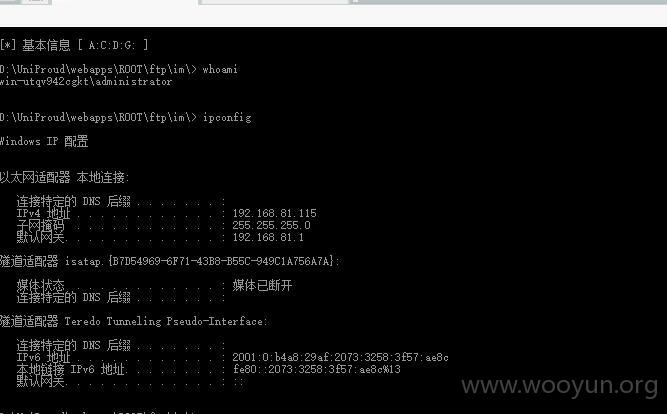 [*] 基本信息 [ A:C:D:G: ]
D:\UniProud\webapps\ROOT\ftp\im\> whoami
win-utqv942cgkt\administrator
D:\UniProud\webapps\ROOT\ftp\im\> ipconfig
Windows IP 配置
以太网适配器 本地连接:
连接特定的 DNS 后缀 . . . . . . . :
IPv4 地址 . . . . . . . . . . . . : 192.168.81.115
子网掩码 . . . . . . . . . . . . : 255.255.255.0
默认网关. . . . . . . . . . . . . : 192.168.81.1
隧道适配器 isatap.{B7D54969-6F71-43B8-B55C-949C1A756A7A}:
媒体状态 . . . . . . . . . . . . : 媒体已断开
连接特定的 DNS 后缀 . . . . . . . :
隧道适配器 Teredo Tunneling Pseudo-Interface:
连接特定的 DNS 后缀 . . . . . . . :
IPv6 地址 . . . . . . . . . . . . : 2001:0:b4a8:29af:2073:3258:3f57:ae8c
本地链接 IPv6 地址. . . . . . . . : fe80::2073:3258:3f57:ae8c%13
默认网关. . . . . . . . . . . . . : ::
www.wooyun.org